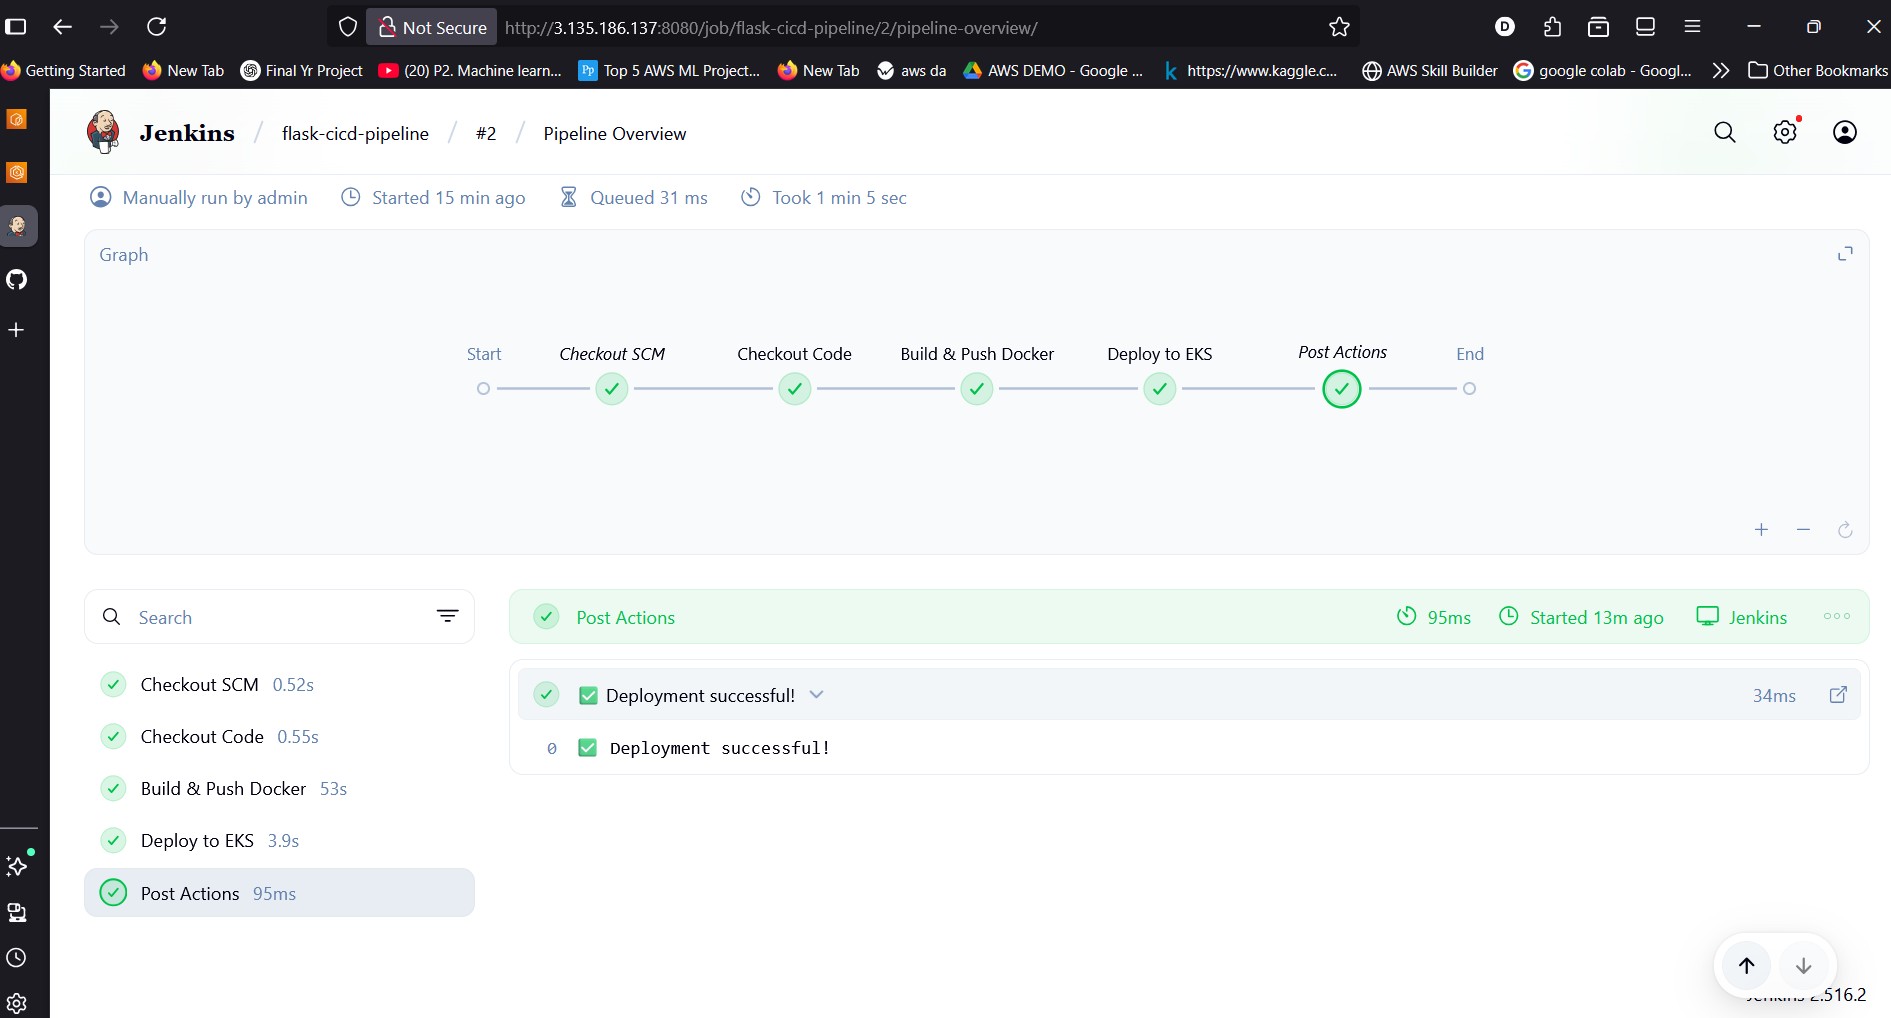 Not Secure http://3.135.186.137:8080/job/flask-cicd-pipeline/2/pipeline-overview/ D
Getting Started New Tab Final Yr Project (20) P2. Machine learn... Pp Top 5 AWS ML Project... New Tab aws da AWS DEMO - Google ... k https://www.kaggle.c... AWS Skill Builder google colab - Googl... Other Bookmarks
Jenkins / flask-cicd-pipeline / #2 / Pipeline Overview
Manually run by admin Started 15 min ago Queued 31 ms Took 1 min 5 sec
Graph
Start Checkout SCM Checkout Code Build & Push Docker Deploy to EKS Post Actions End
Search
Checkout SCM 0.52s
Checkout Code 0.55s
Build & Push Docker 53s
Deploy to EKS 3.9s
Post Actions 95ms
Post Actions 95ms Started 13m ago Jenkins
✅ Deployment successful! 34ms
0 ✅ Deployment successful!
Jenkins 2.516.2